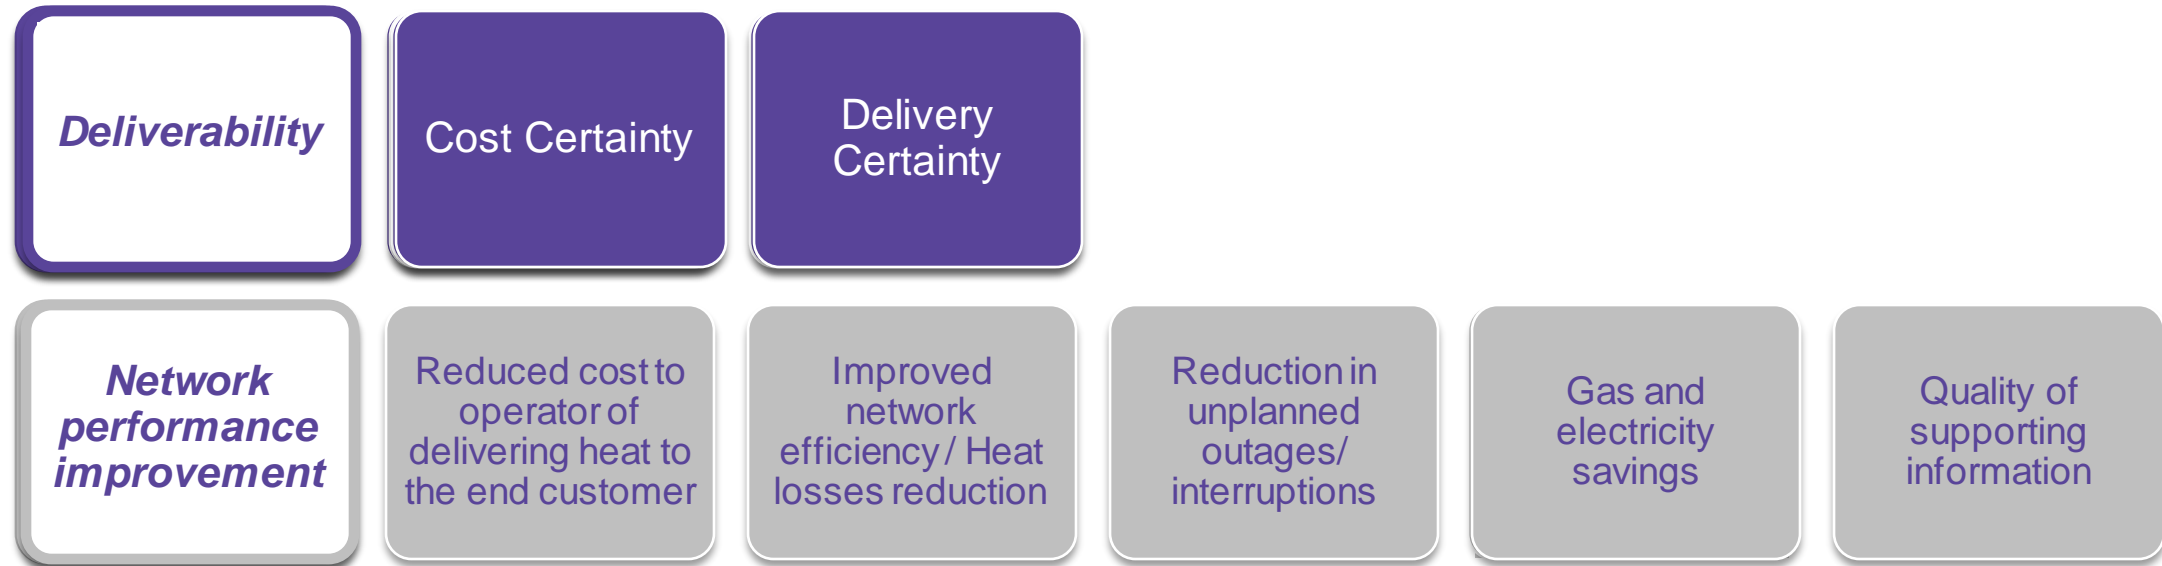 Deliverability
Cost Certainty
Delivery
Certainty
Network
performance
improvement
Reduced cost to
operator of
delivering heat to
the end customer
Improved
network
efficiency / Heat
losses reduction
Reduction in
unplanned
outages/
interruptions
Gas and
electricity
savings
Quality of
supporting
information